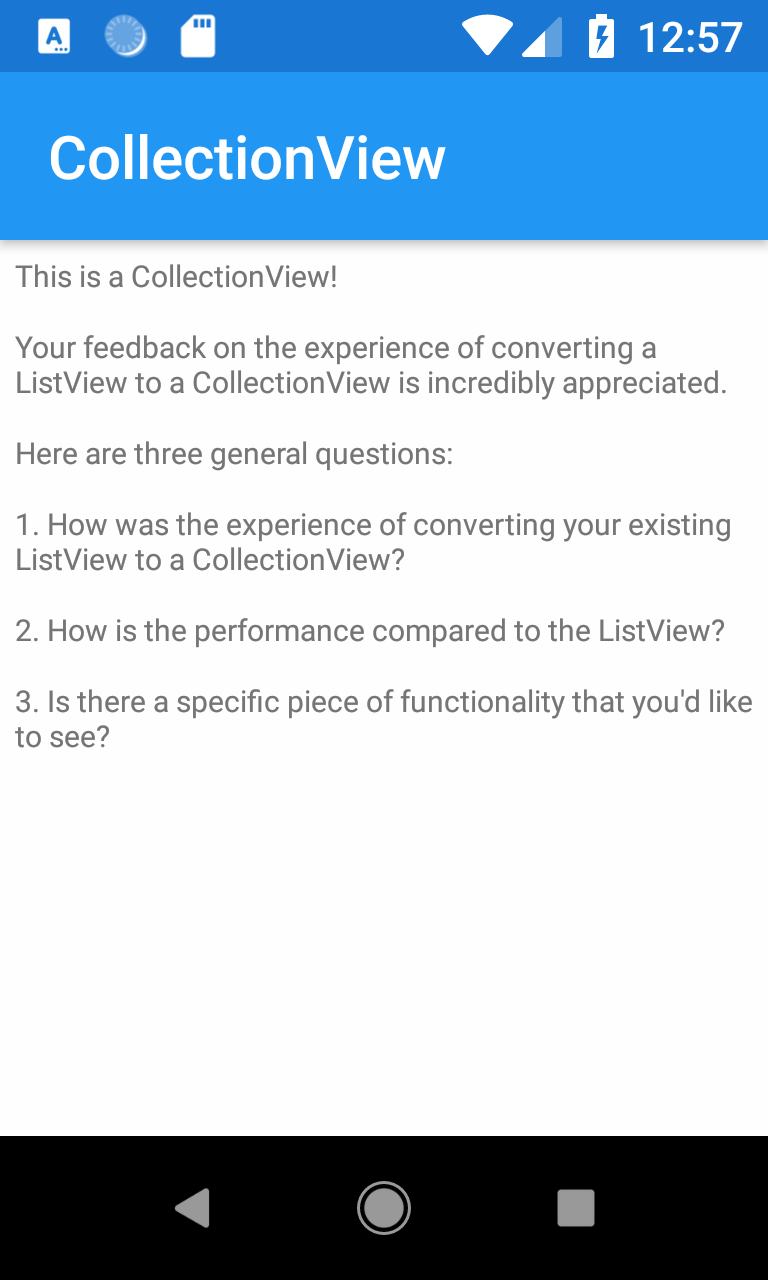 12:57
CollectionView
This is a CollectionView!
Your feedback on the experience of converting a
ListView to a CollectionView is incredibly appreciated.
Here are three general questions:
1. How was the experience of converting your existing
ListView to a CollectionView?
2. How is the performance compared to the ListView?
3. Is there a specific piece of functionality that you'd like
to see?